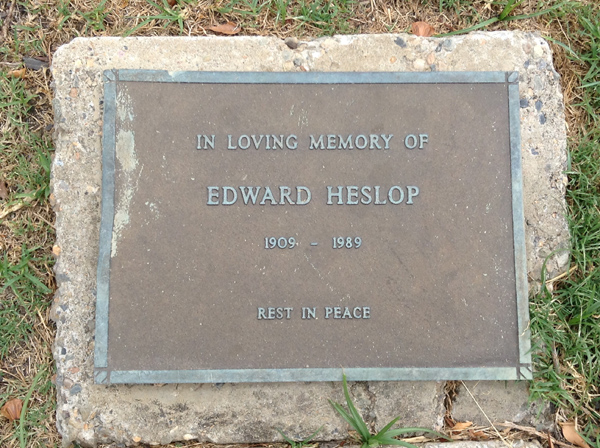 IN LOVING MEMORY OF
EDWARD HESLOP
1909 - 1989
REST IN PEACE